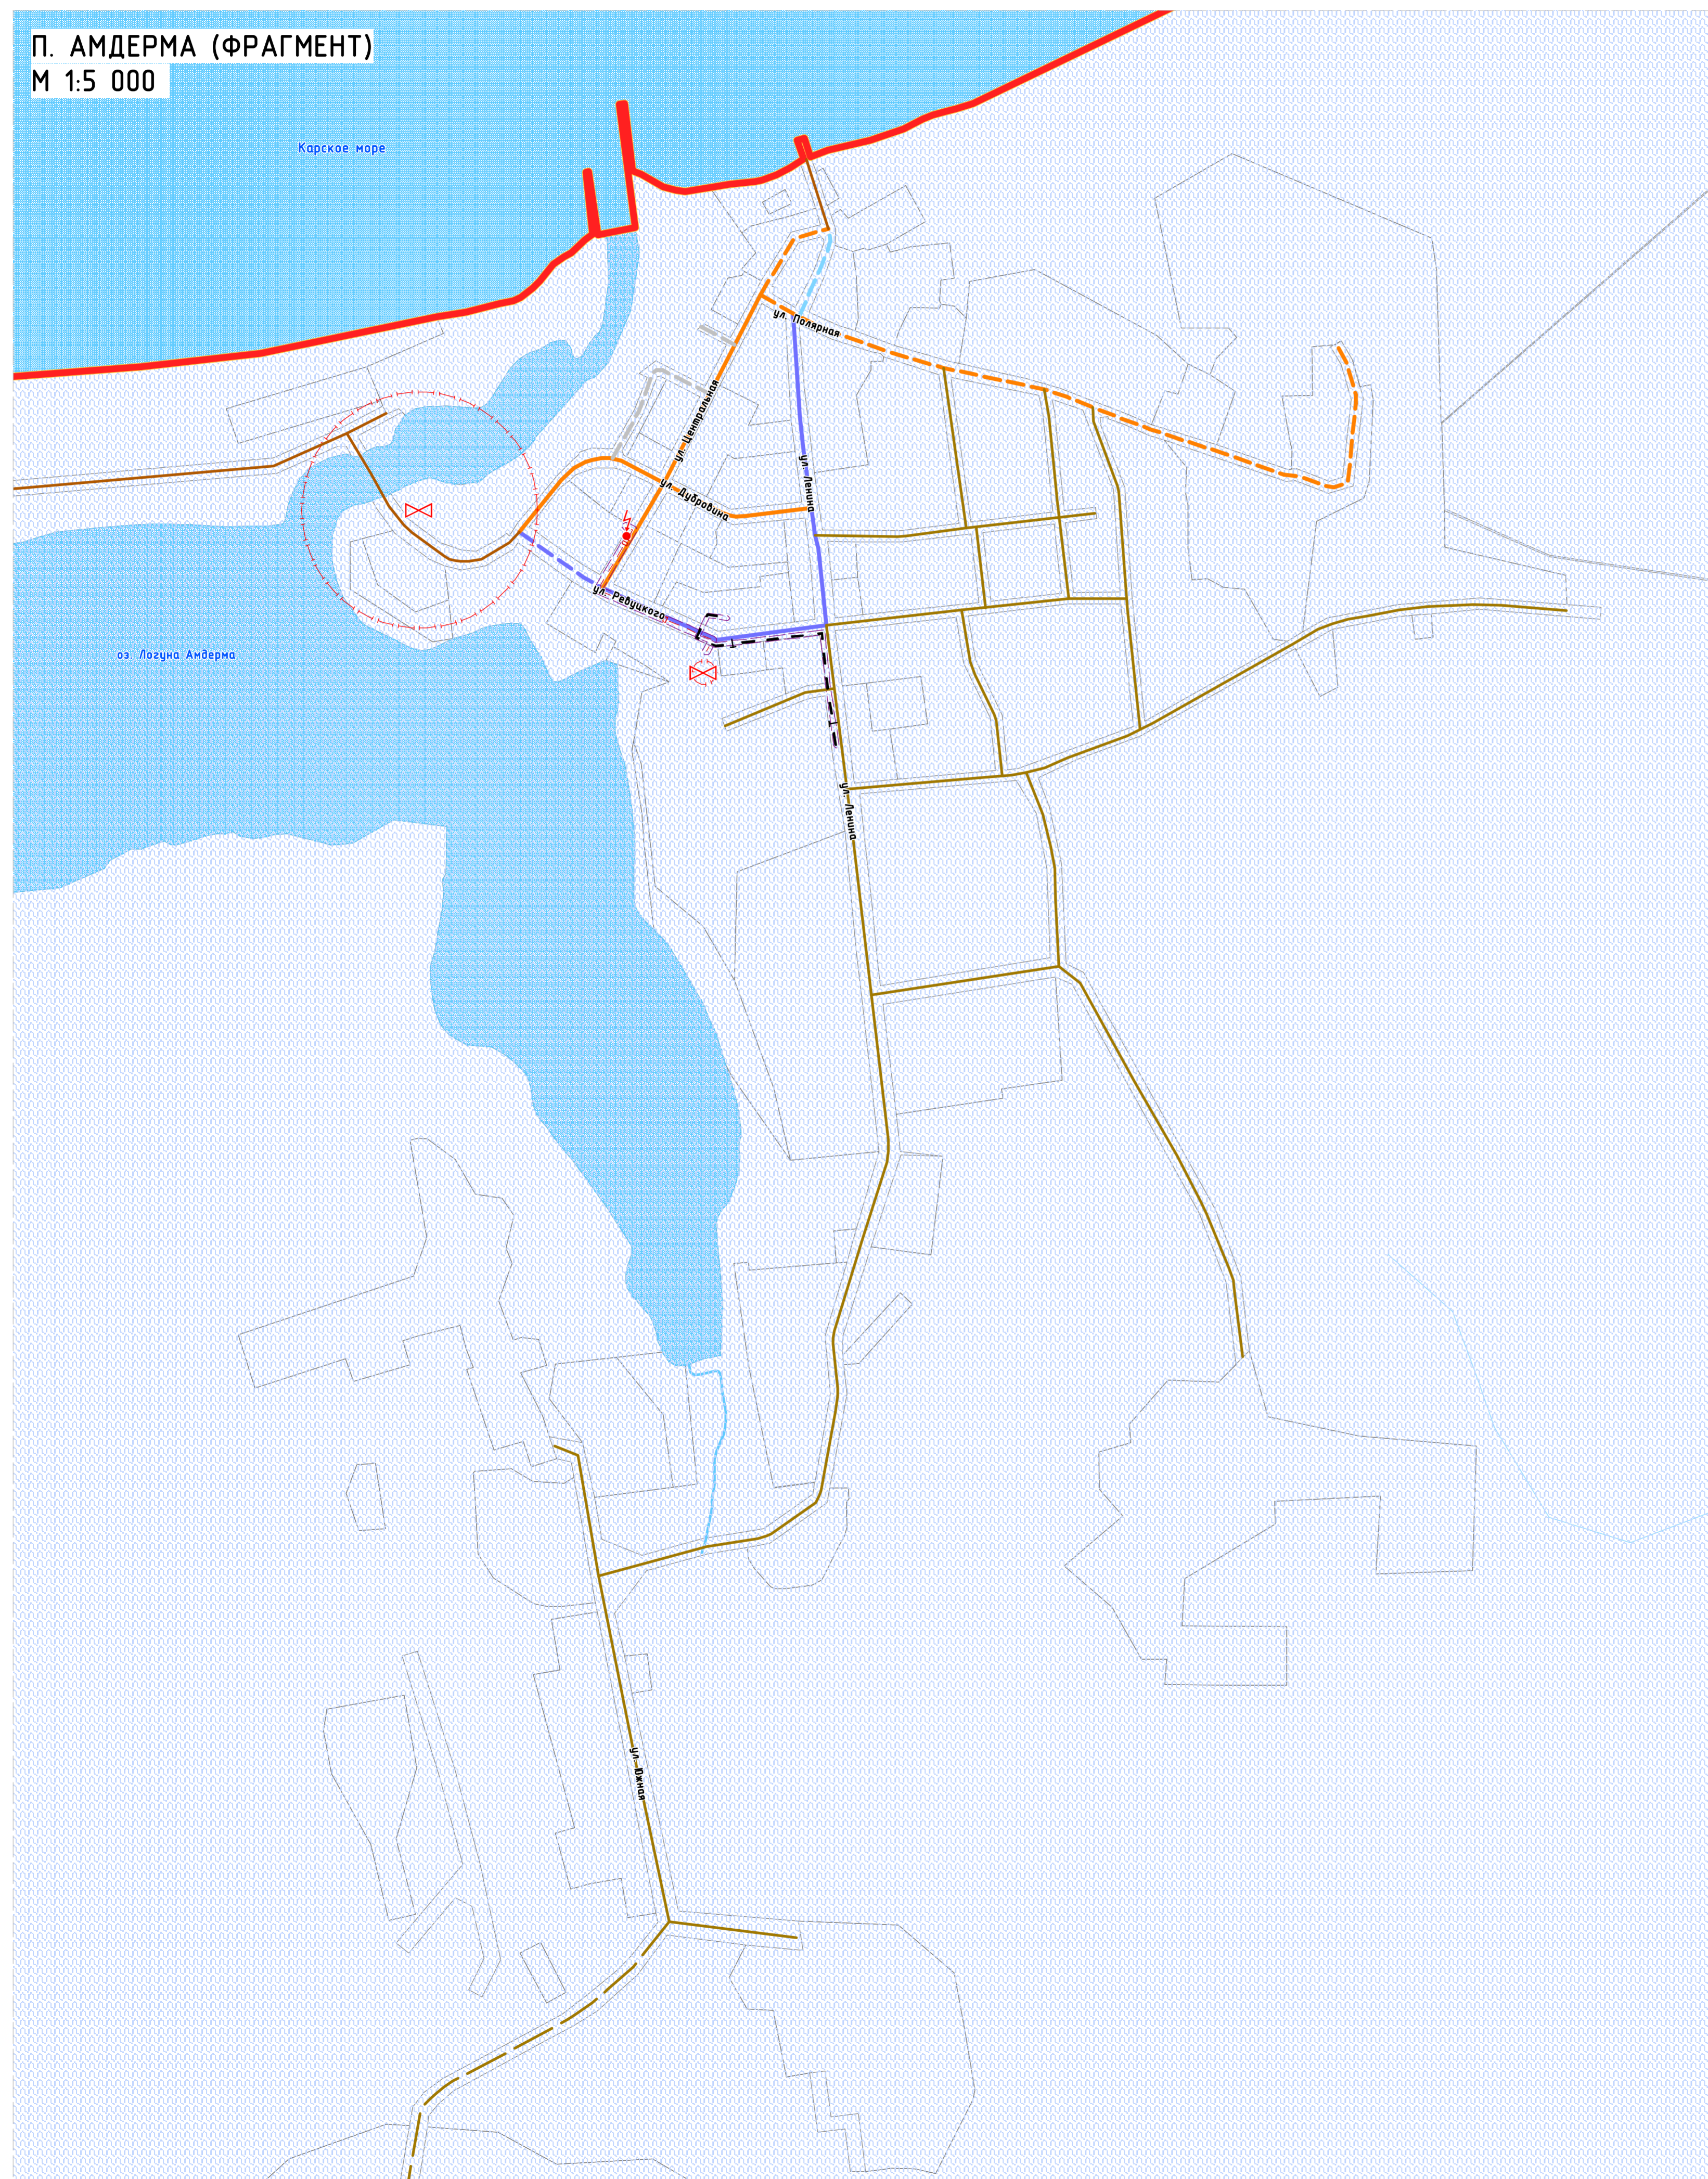 П. АМДЕРМА (ФРАГМЕНТ)
М 1:5 000
Карское море
ул. Полярная
ул. Центральная
ул. Ленина
ул. Дубровина
ул. Ревуцкого
оз. Логуна Амдерма
ул. Ленина
ул. Южная